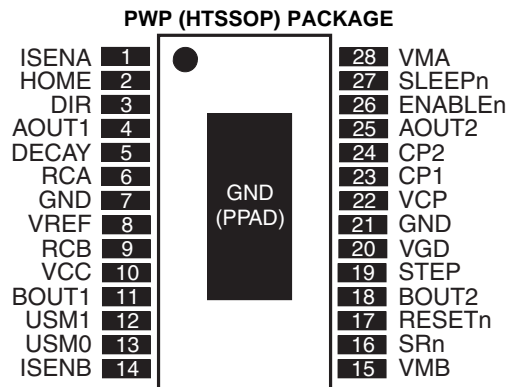 PWP (HTSSOP) PACKAGE
ISENA 1 28 VMA
HOME 2 27 SLEEPn
DIR 3 26 ENABLEn
AOUT1 4 25 AOUT2
DECAY 5 24 CP2
RCA 6 23 CP1
GND 7 22 VCP
VREF 8 21 GND
RCB 9 20 VGD
VCC 10 19 STEP
BOUT1 11 18 BOUT2
USM1 12 17 RESETn
USM0 13 16 SRn
ISENB 14 15 VMB
GND
(PPAD)